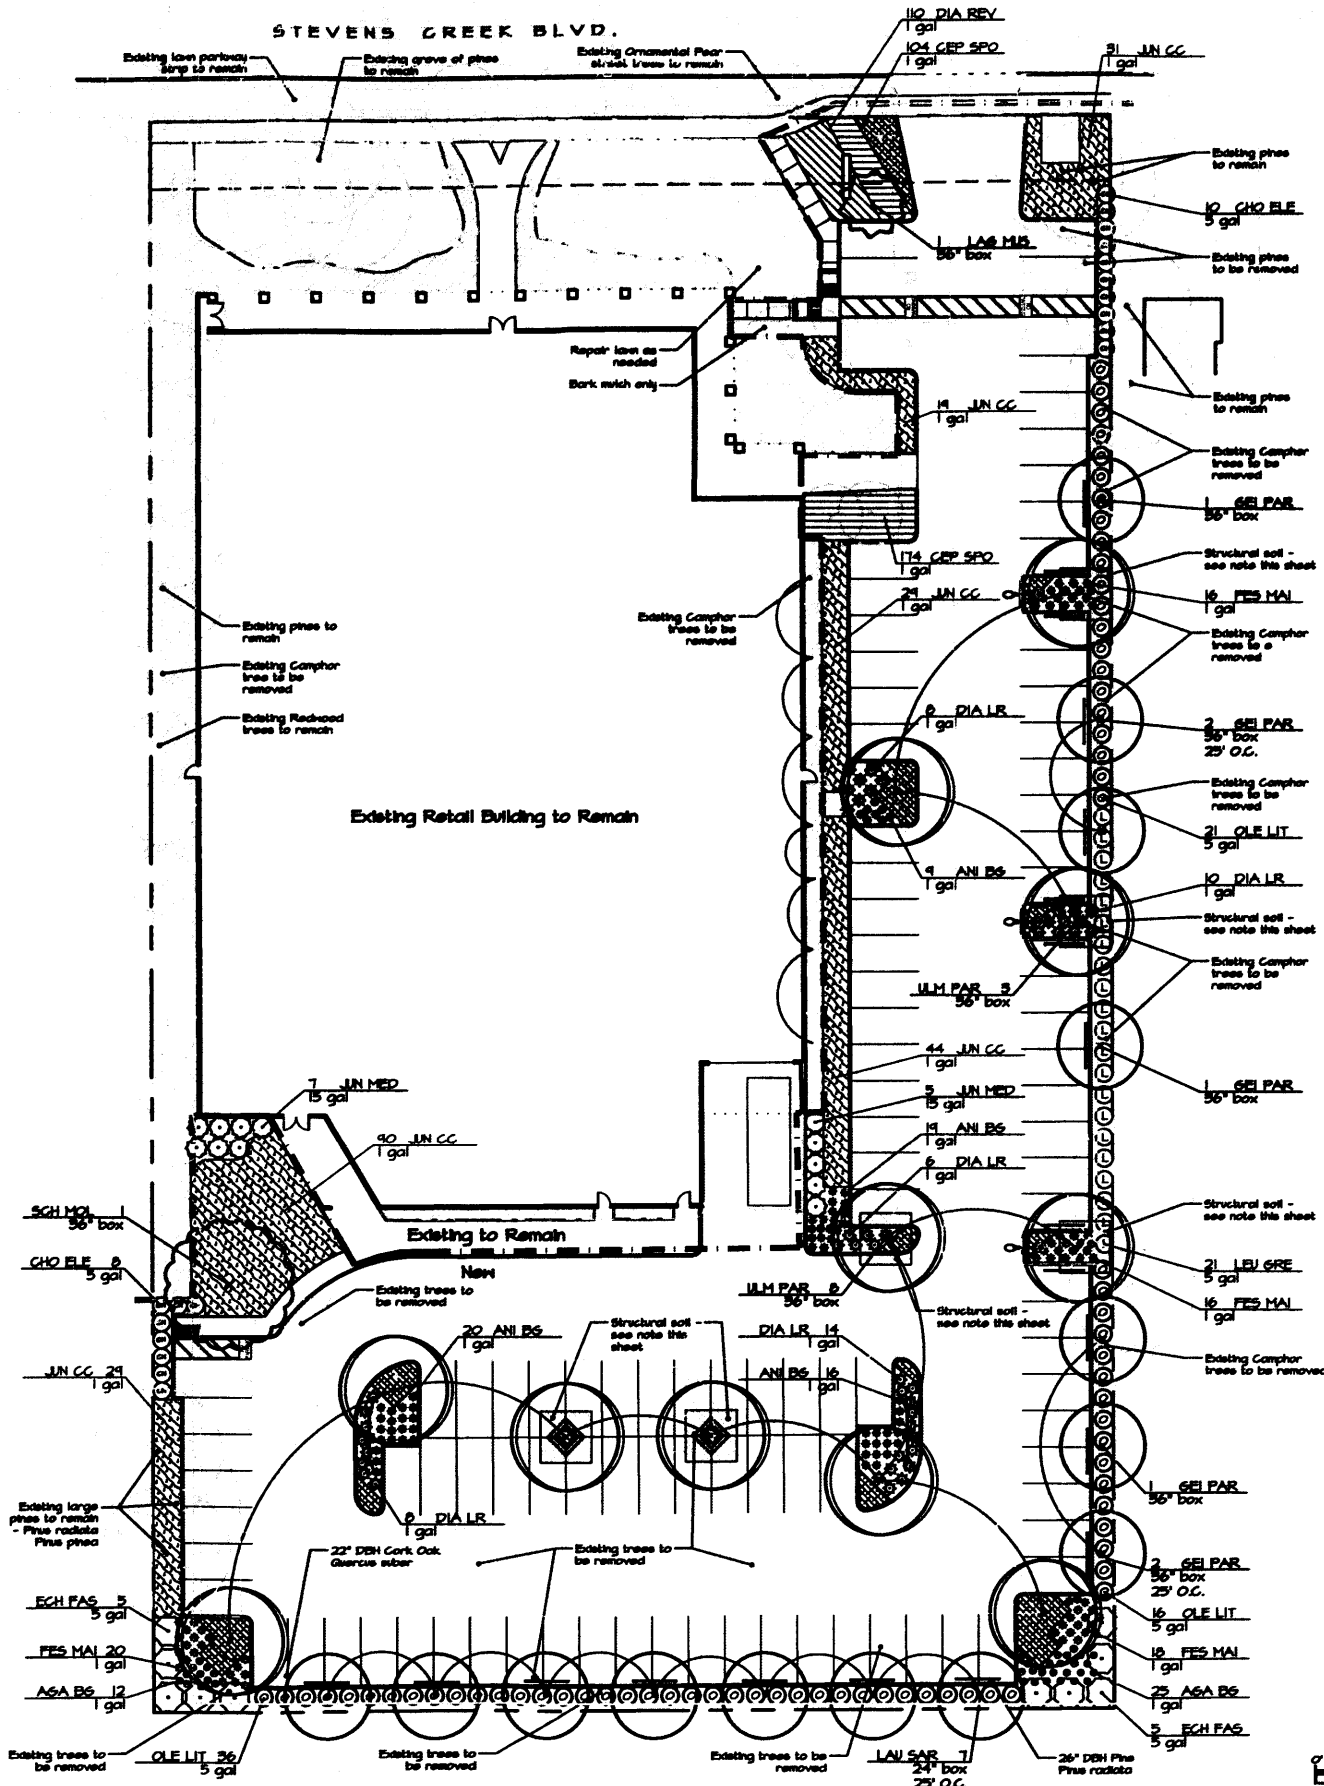 STEVENS CREEK BLVD.
Existing lawn parkway
strip to remain
Existing grove of pines
to remain
Existing Ornamental Pear
street trees to remain
110 DIA REV
1 gal
104 CEP SPO
1 gal
31 JUN CC
1 gal
Existing pines
to remain
10 CHO ELE
5 gal
1 LAG MUS
36" box
Existing pines
to be removed
Repair lawn as
needed
Bark mulch only
Existing pines
to remain
19 JUN CC
1 gal
Existing Camphor
trees to be
removed
1 GEI PAR
36" box
174 CEP SPO
1 gal
Structural soil -
see note this sheet
29 JUN CC
1 gal
16 FES MAI
1 gal
Existing Camphor
trees to be
removed
Existing pines to
remain
Existing Camphor
trees to e
removed
Existing Camphor
tree to be
removed
Existing Redwood
trees to remain
8 DIA LR
1 gal
2 GEI PAR
36" box
25' O.C.
Existing Camphor
trees to be
removed
Existing Retail Building to Remain
21 OLE LIT
5 gal
9 ANI BG
1 gal
10 DIA LR
1 gal
Structural soil -
see note this sheet
Existing Camphor
trees to be
removed
ULM PAR 3
36" box
44 JUN CC
1 gal
7 JUN MED
15 gal
5 JUN MED
15 gal
1 GEI PAR
36" box
90 JUN CC
1 gal
19 ANI BG
1 gal
6 DIA LR
1 gal
SCH MOL 1
36" box
Existing to Remain
Structural soil -
see note this sheet
CHO ELE 8
5 gal
New
21 LEU GRE
5 gal
Existing trees to
be removed
ULM PAR 8
36" box
16 FES MAI
1 gal
Structural soil -
see note this sheet
20 ANI BG
1 gal
Structural soil
see note this
sheet
DIA LR 14
1 gal
JUN CC 29
1 gal
ANI BG 16
1 gal
Existing Camphor
trees to be removed
1 GEI PAR
36" box
Existing large
pines to remain
- Pinus radiata
Pinus pinea
8 DIA LR
1 gal
22" DBH Cork Oak
Quercus suber
Existing trees to
be removed
2 GEI PAR
36" box
25' O.C.
ECH FAS 5
5 gal
16 OLE LIT
5 gal
FES MAI 20
1 gal
18 FES MAI
1 gal
AGA BG 12
1 gal
25 AGA BG
1 gal
5 ECH FAS
5 gal
Existing trees to
be removed
OLE LIT 36
5 gal
Existing trees to
be removed
Existing trees to be
removed
LAU SAR 7
24" box
25' O.C.
26" DBH Pine
Pinus radiata
0'